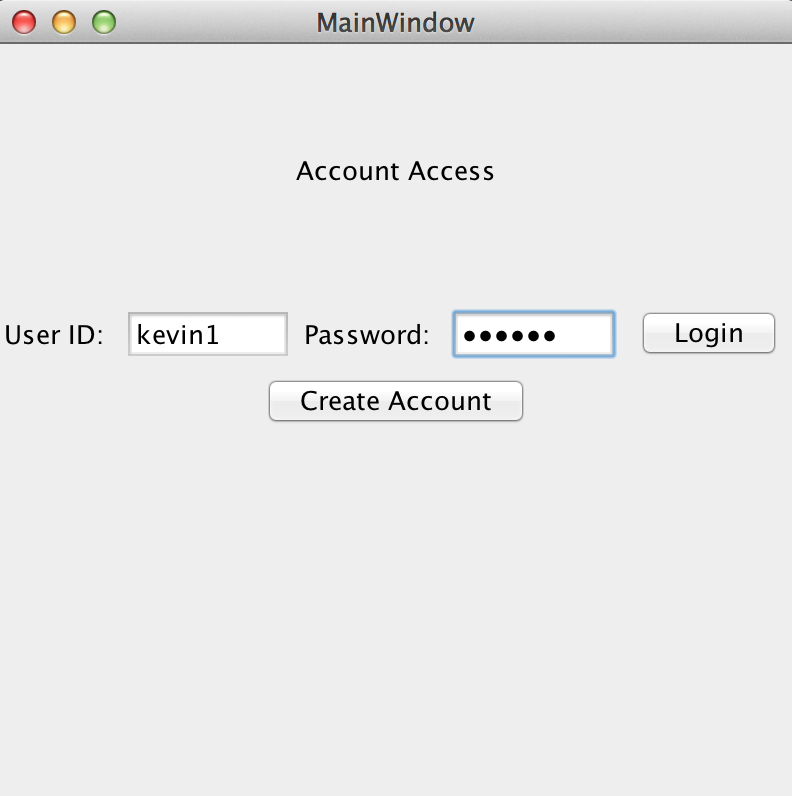 MainWindow
Account Access
User ID: kevin1 Password: •••••• Login
Create Account